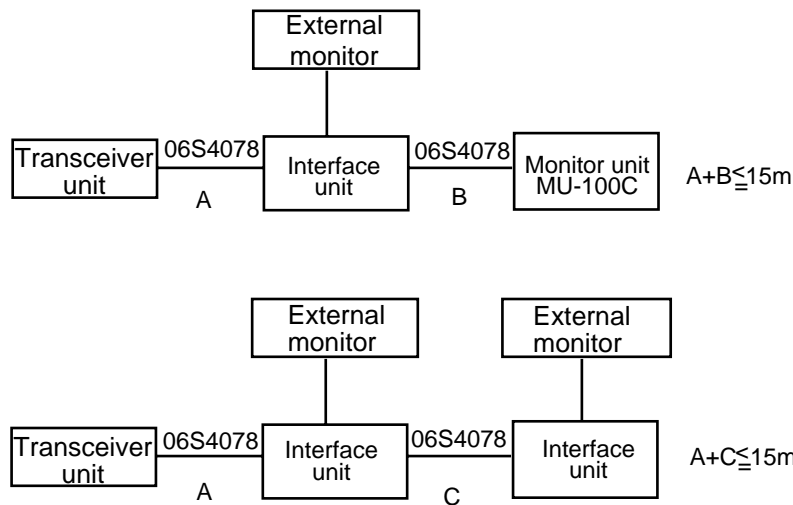 External
monitor
Transceiver
unit
06S4078
A
Interface
unit
06S4078
B
Monitor unit
MU-100C
A+B≦15m
External
monitor
External
monitor
Transceiver
unit
06S4078
A
Interface
unit
06S4078
C
Interface
unit
A+C≦15m